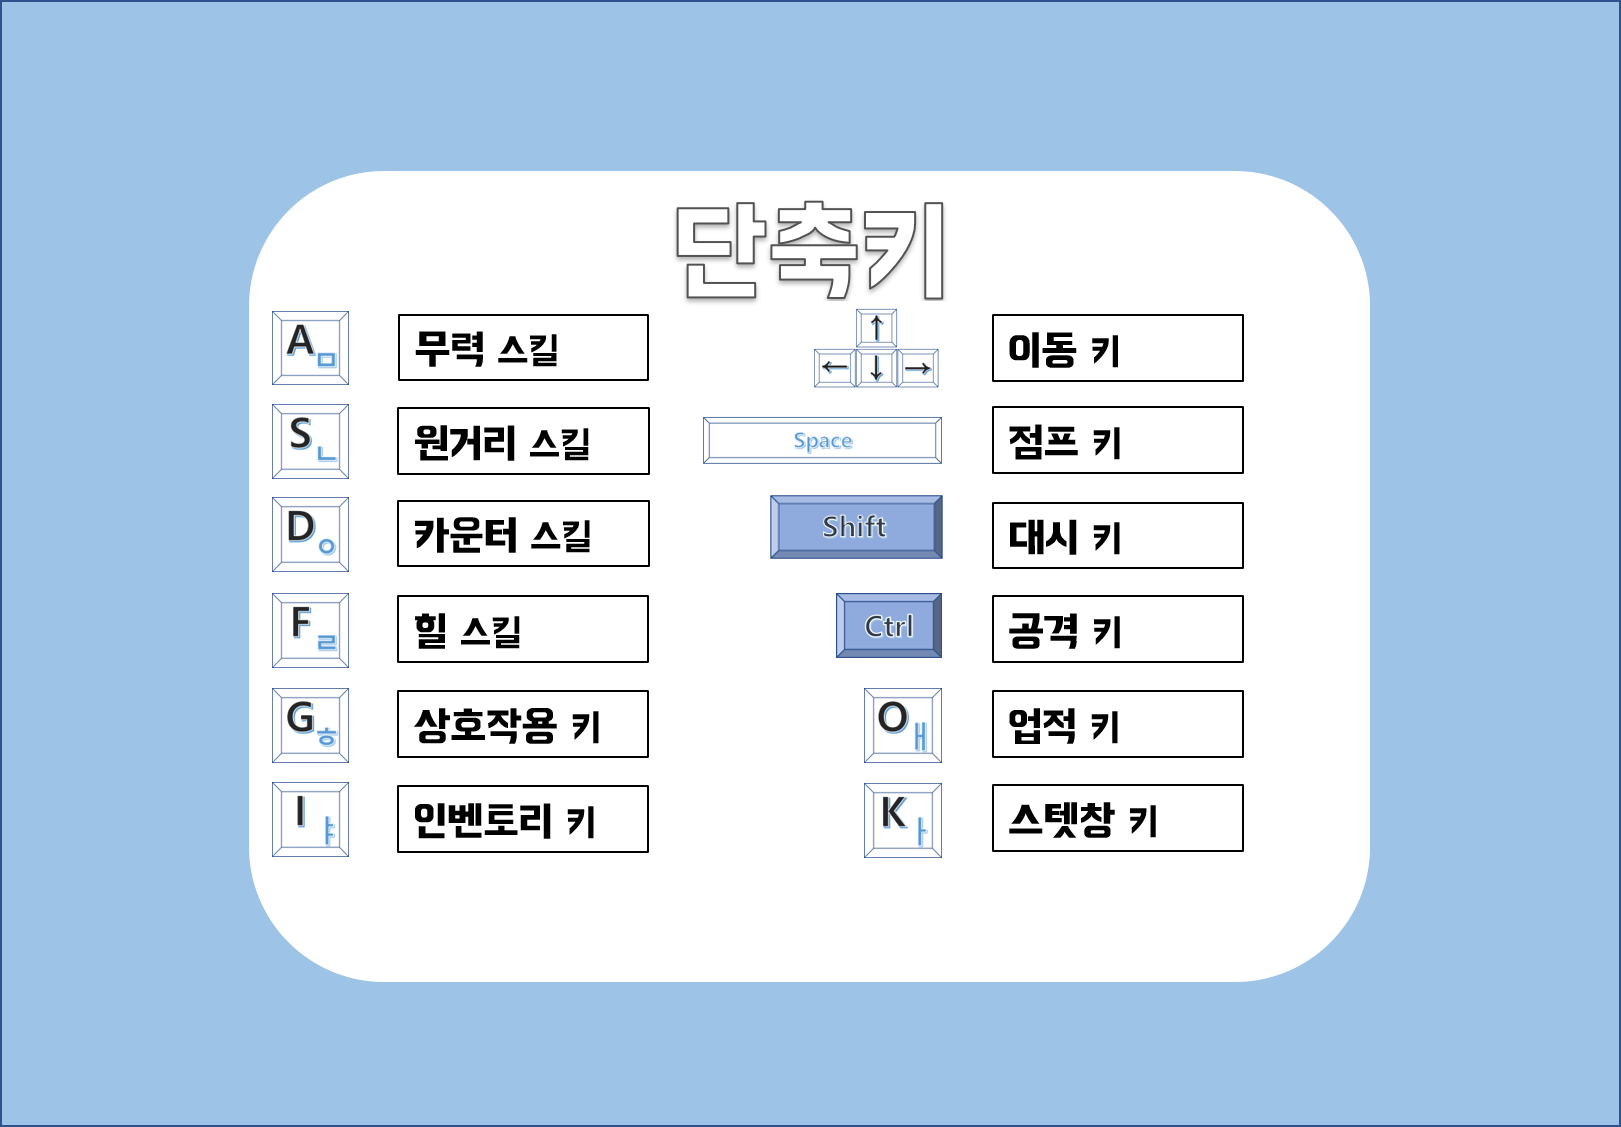 단축키
A ㅁ 무력 스킬
S ㄴ 원거리 스킬
D ㅇ 카운터 스킬
F ㄹ 힐 스킬
G ㅎ 상호작용 키
I ㅑ 인벤토리 키
↑
← ↓ → 이동 키
Space 점프 키
Shift 대시 키
Ctrl 공격 키
O ㅐ 업적 키
K ㅏ 스텟창 키